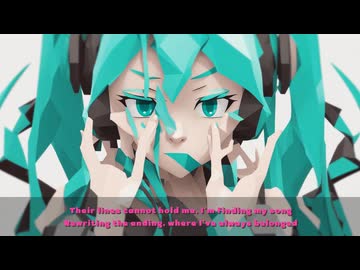 Their lines cannot hold me, I'm finding my song
Rewriting the ending, where I've always belonged